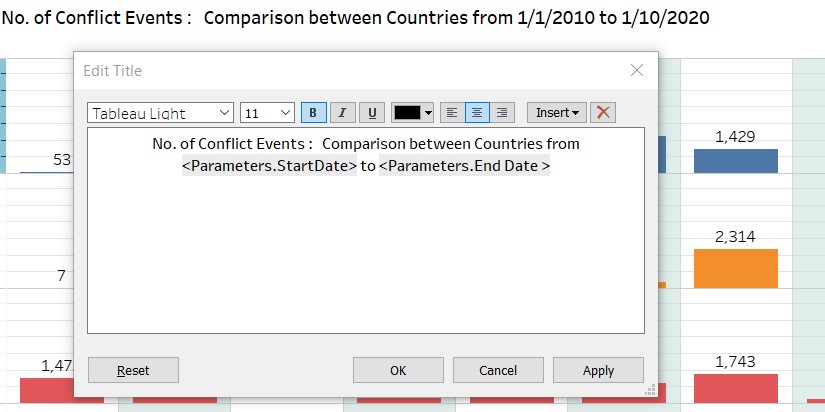 No. of Conflict Events :   Comparison between Countries from 1/1/2010 to 1/10/2020
Edit Title
Tableau Light
11
B
I
U
Insert
No. of Conflict Events :   Comparison between Countries from
<Parameters.StartDate> to <Parameters.End Date >
53
1,429
7
2,314
1,47
1,743
Reset
OK
Cancel
Apply